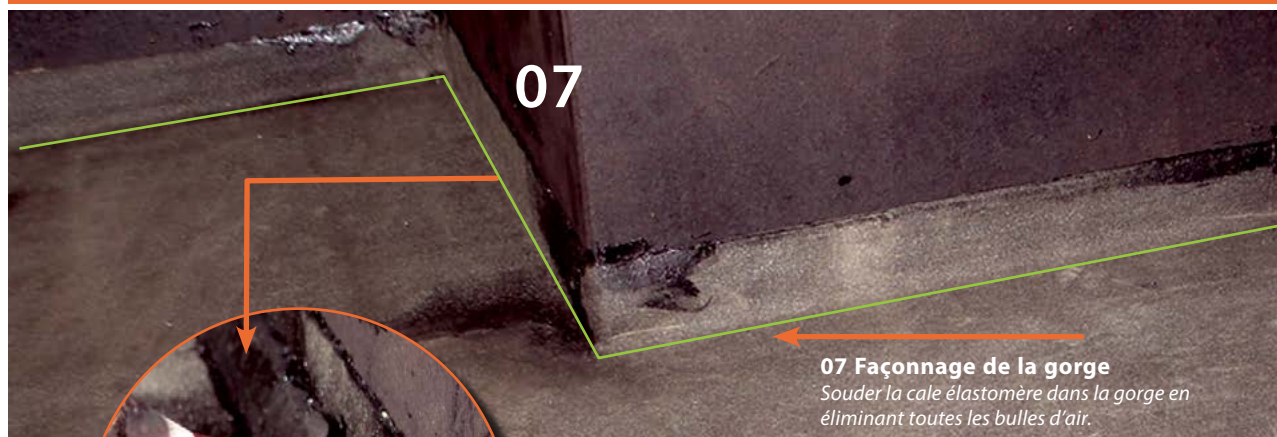 07
07 Façonnage de la gorge
Souder la cale élastomère dans la gorge en
éliminant toutes les bulles d'air.